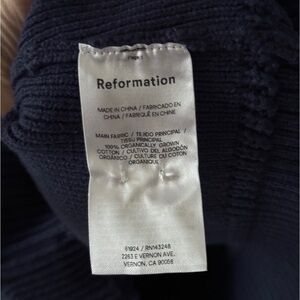 Reformation
MADE IN CHINA / FABRICADO EN
CHINA / FABRIQUÉ EN CHINE
MAIN FABRIC / TEJIDO PRINCIPAL /
TISSU PRINCIPAL
100% ORGANICALLY GROWN
COTTON / CULTIVO DEL ALGODÓN
ORGÁNICO / CULTURE DU COTON
ORGANIQUE
61924 / RN143248
2263 E VERNON AVE.
VERNON, CA 90058